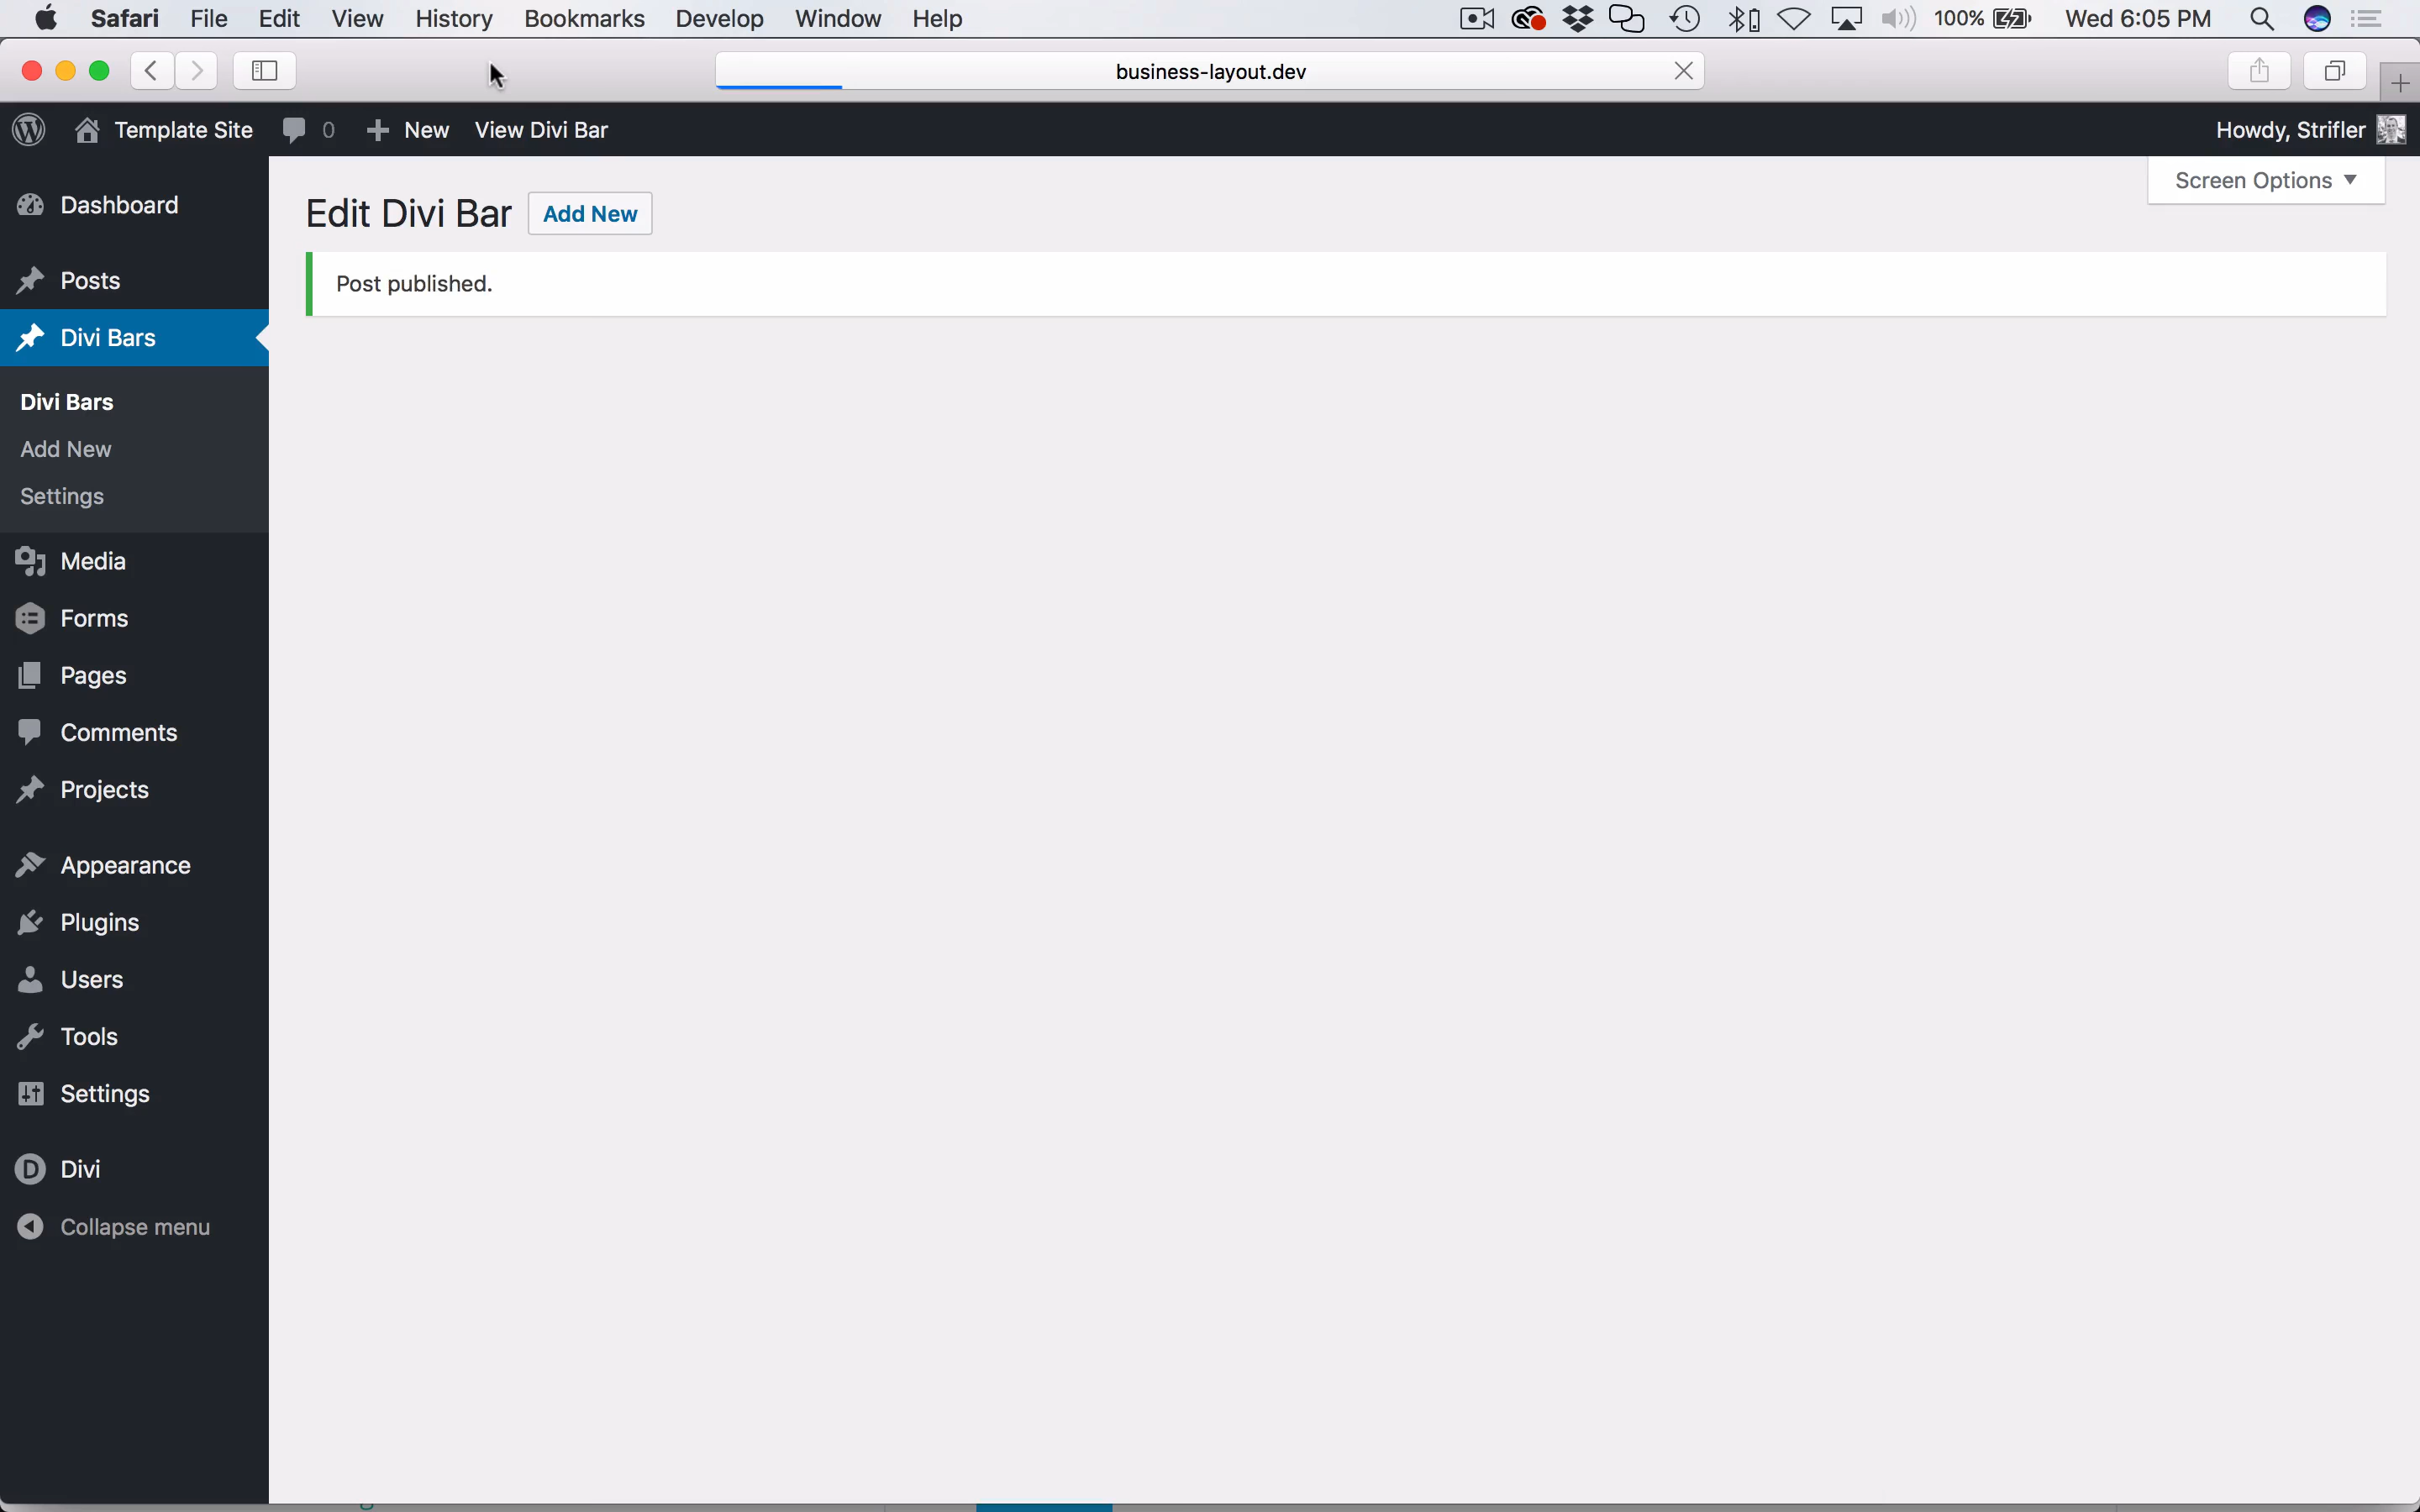 Safari File Edit View History Bookmarks Develop Window Help 100% Wed 6:05 PM
business-layout.dev
Template Site 0 New View Divi Bar Howdy, Strifler
Screen Options
Edit Divi Bar Add New
Post published.
Dashboard
Posts
Divi Bars
Divi Bars
Add New
Settings
Media
Forms
Pages
Comments
Projects
Appearance
Plugins
Users
Tools
Settings
Divi
Collapse menu